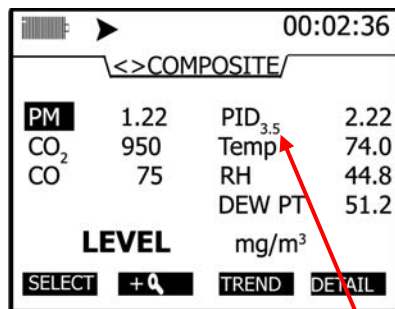 00:02:36
<>COMPOSITE/
PM 1.22 PID3.5 2.22
CO2 950 Temp 74.0
CO 75 RH 44.8
DEW PT 51.2
LEVEL mg/m³
SELECT + TREND DETAIL